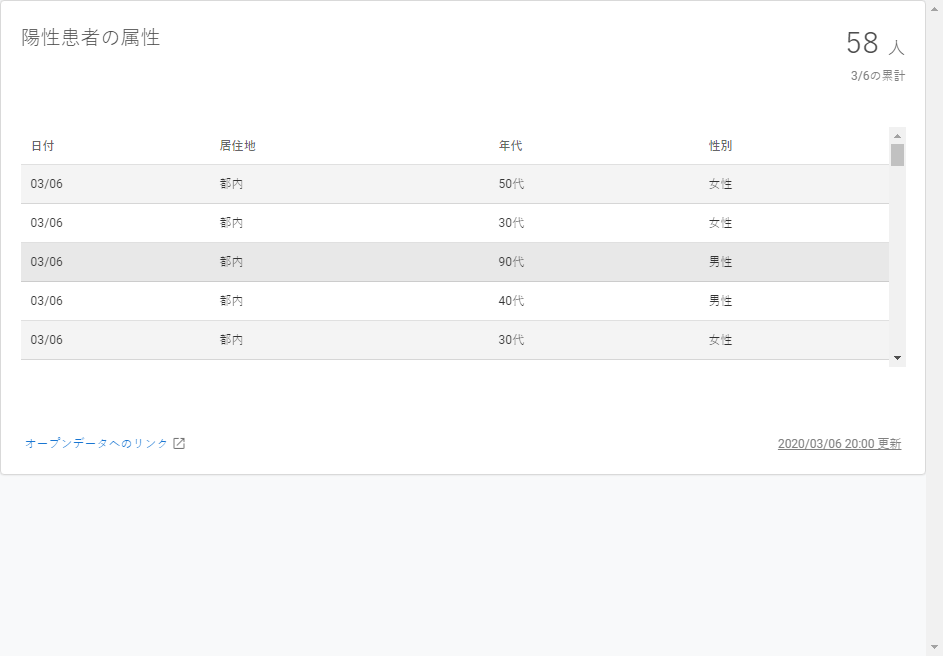 陽性患者の属性
58 人
3/6の累計
日付 居住地 年代 性別
03/06 都内 50代 女性
03/06 都内 30代 女性
03/06 都内 90代 男性
03/06 都内 40代 男性
03/06 都内 30代 女性
オープンデータへのリンク 2020/03/06 20:00 更新